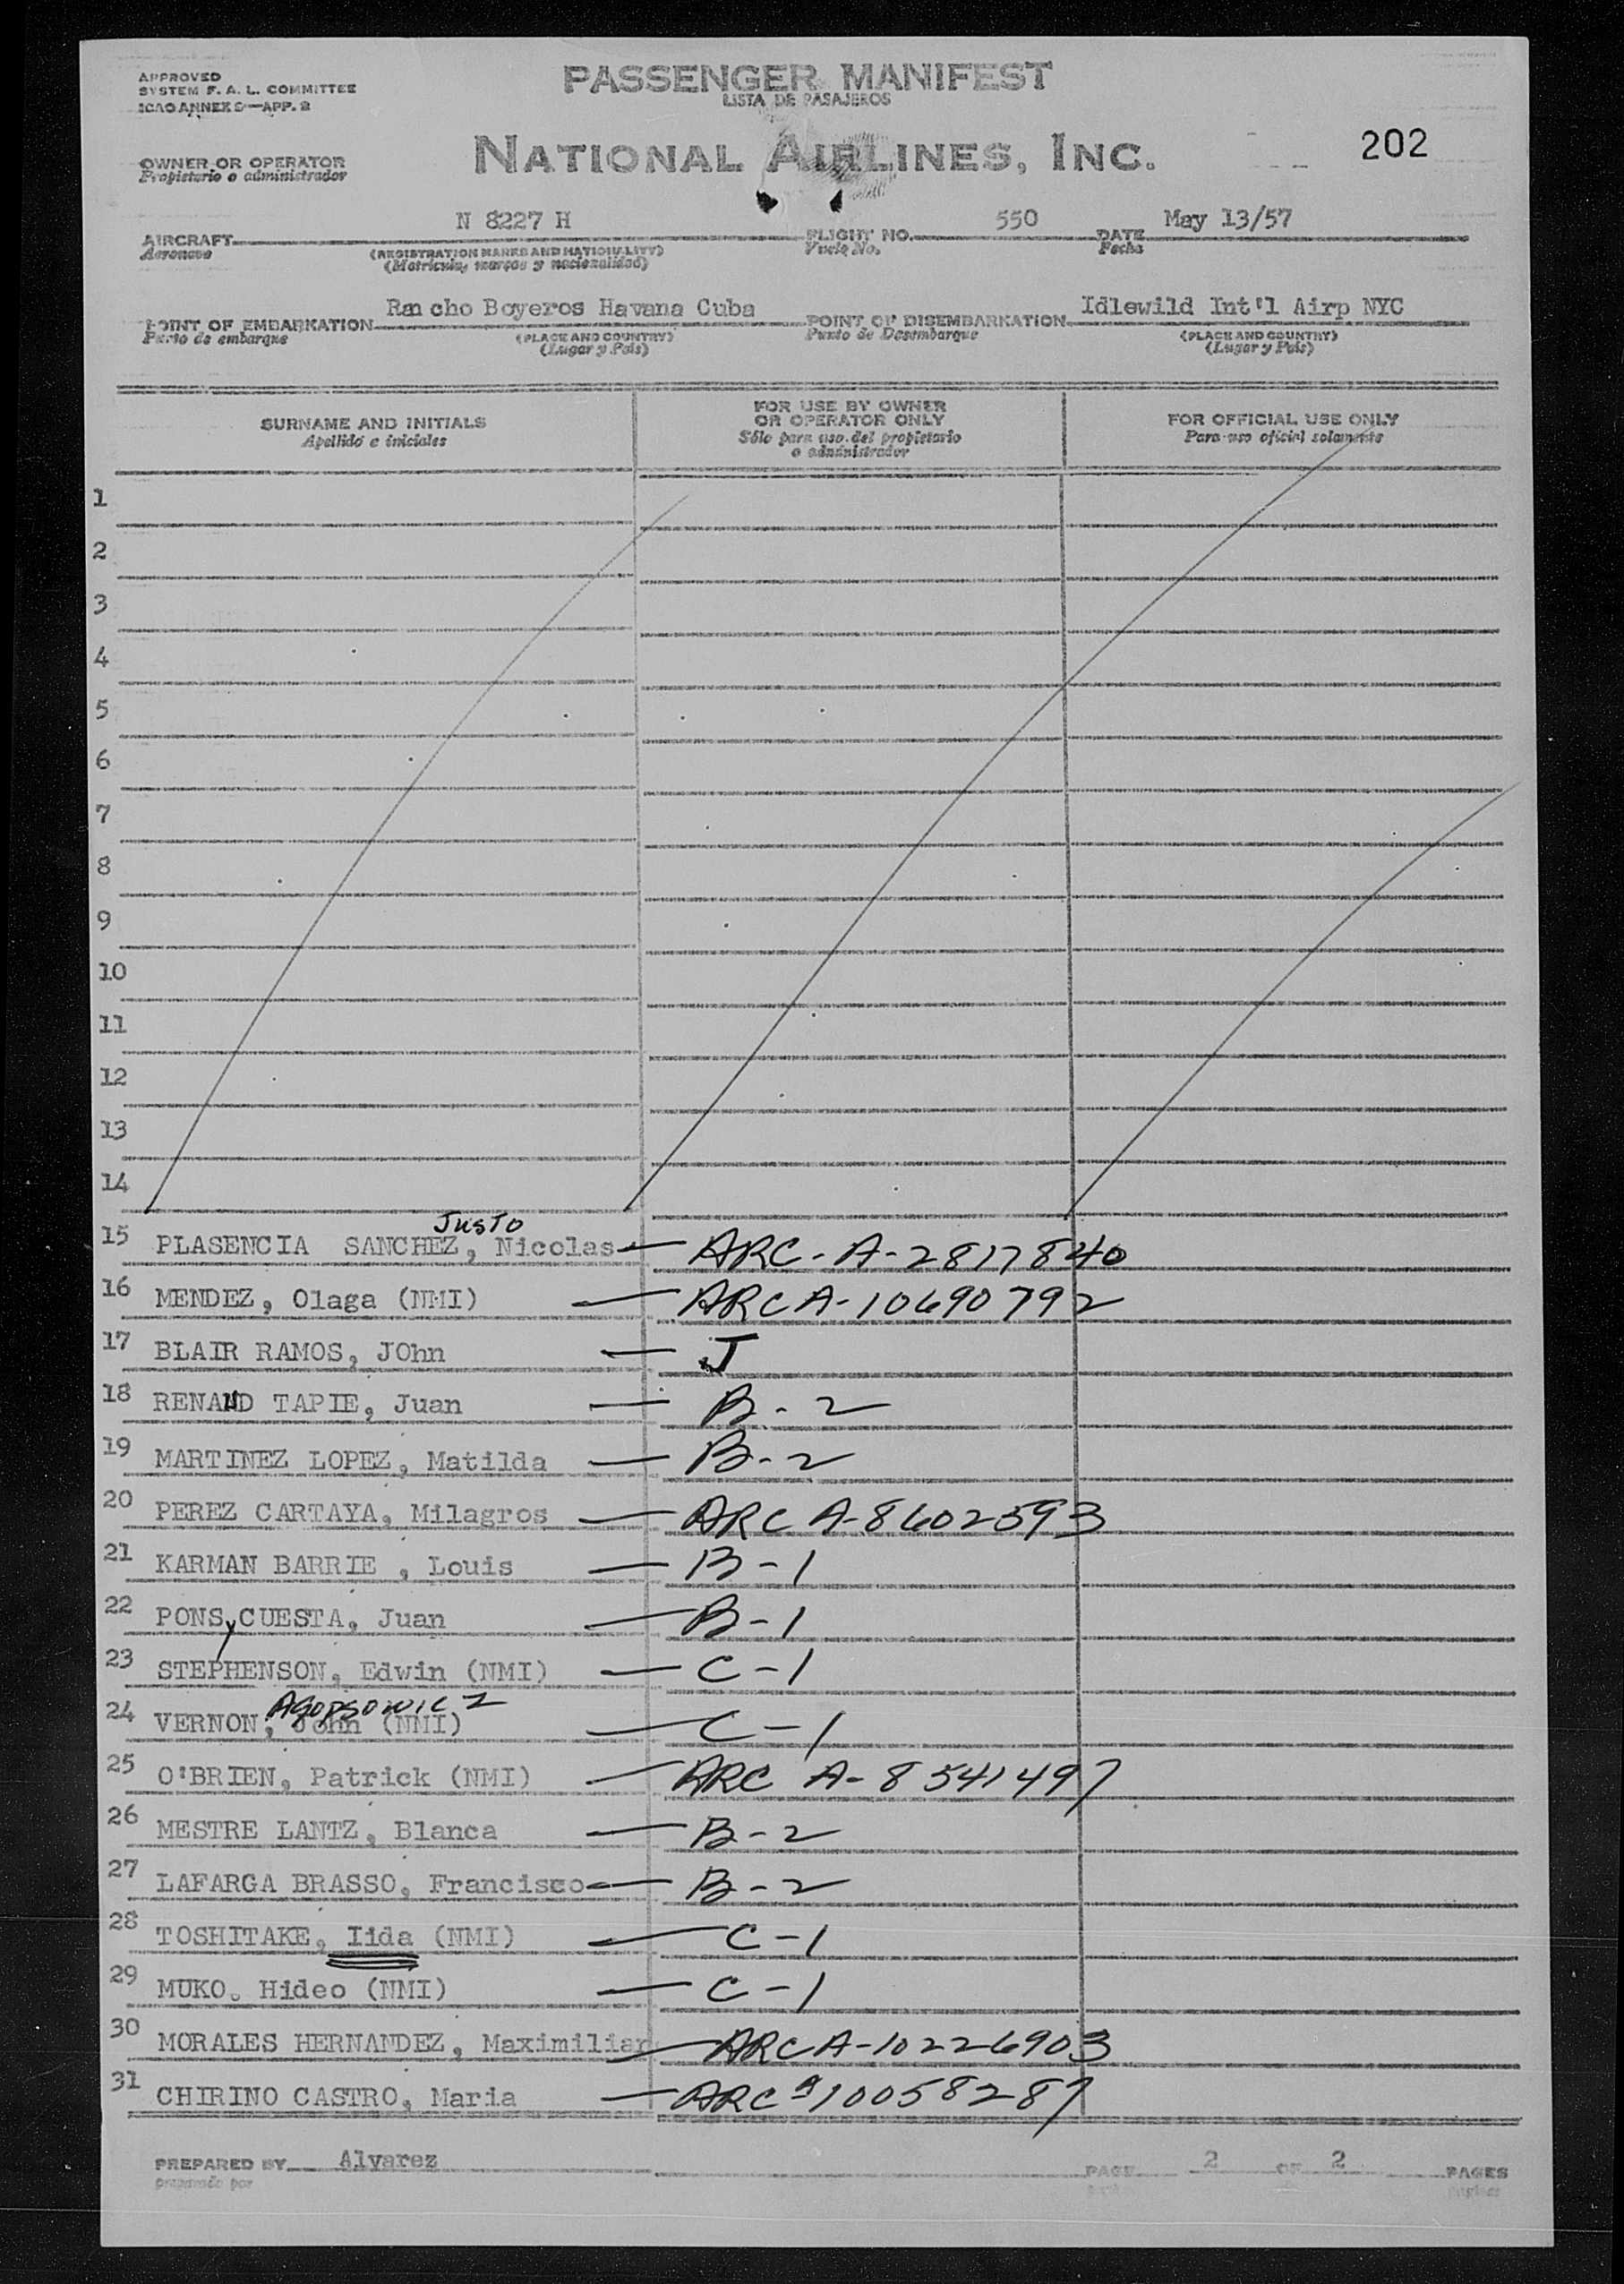 APPROVED
SYSTEM F. A. L. COMMITTEE
ICAO ANNEX 9—APP. 2
PASSENGER MANIFEST
LISTA DE PASAJEROS
OWNER OR OPERATOR
Propietario o administrador
NATIONAL AIRLINES, INC.
202
AIRCRAFT N 8227 H FLIGHT NO. 550 DATE May 13/57
Aeronave (REGISTRATION MARKS AND NATIONALITY) Vuelo No. Fecha
(Matricula, marcas y nacionalidad)
POINT OF EMBARKATION Rancho Boyeros Havana Cuba POINT OF DISEMBARKATION Idlewild Int'l Airp NYC
Punto de embarque (PLACE AND COUNTRY) Punto de Desembarque (PLACE AND COUNTRY)
(Lugar y País) (Lugar y País)
SURNAME AND INITIALS FOR USE BY OWNER OR OPERATOR ONLY FOR OFFICIAL USE ONLY
Apellido e iniciales Sólo para uso del propietario o administrador Para uso oficial solamente
1
2
3
4
5
6
7
8
9
10
11
12
13
14
Justo
15 PLASENCIA SANCHEZ, Nicolas — ARC-A-2817840
16 MENDEZ, Olaga (NMI) — ARC A-10690792
17 BLAIR RAMOS, JOhn — J
18 RENAUD TAPIE, Juan — B-2
19 MARTINEZ LOPEZ, Matilda — B-2
20 PEREZ CARTAYA, Milagros — ARC A-8602593
21 KARMAN BARRIE , Louis — B-1
22 PONS y CUESTA, Juan — B-1
23 STEPHENSON, Edwin (NMI) — C-1
Agopsowicz
24 VERNON, John (NMI) — C-1
25 O'BRIEN, Patrick (NMI) — ARC A-8541497
26 MESTRE LANTZ, Blanca — B-2
27 LAFARGA BRASSO, Francisco — B-2
28 TOSHITAKE, Iida (NMI) — C-1
29 MUKO. Hideo (NMI) — C-1
30 MORALES HERNANDEZ, Maximilian — ARC A-10226903
31 CHIRINO CASTRO, Maria — ARC A10058287
PREPARED BY Alvarez PAGE 2 OF 2 PAGES
preparado por